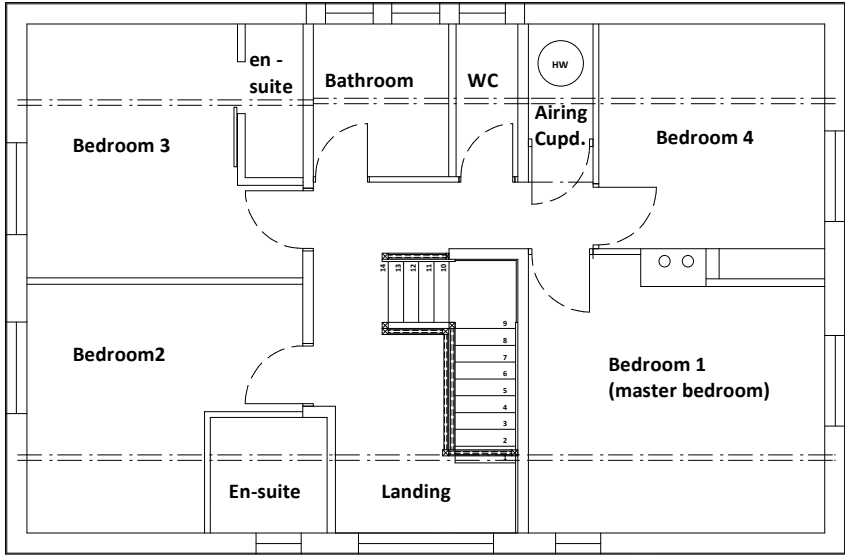 en -
suite
Bathroom
WC
HW
Airing
Cupd.
Bedroom 3
Bedroom 4
14
13
12
11
10
9
8
7
6
5
4
3
2
1
Bedroom2
Bedroom 1
(master bedroom)
En-suite
Landing